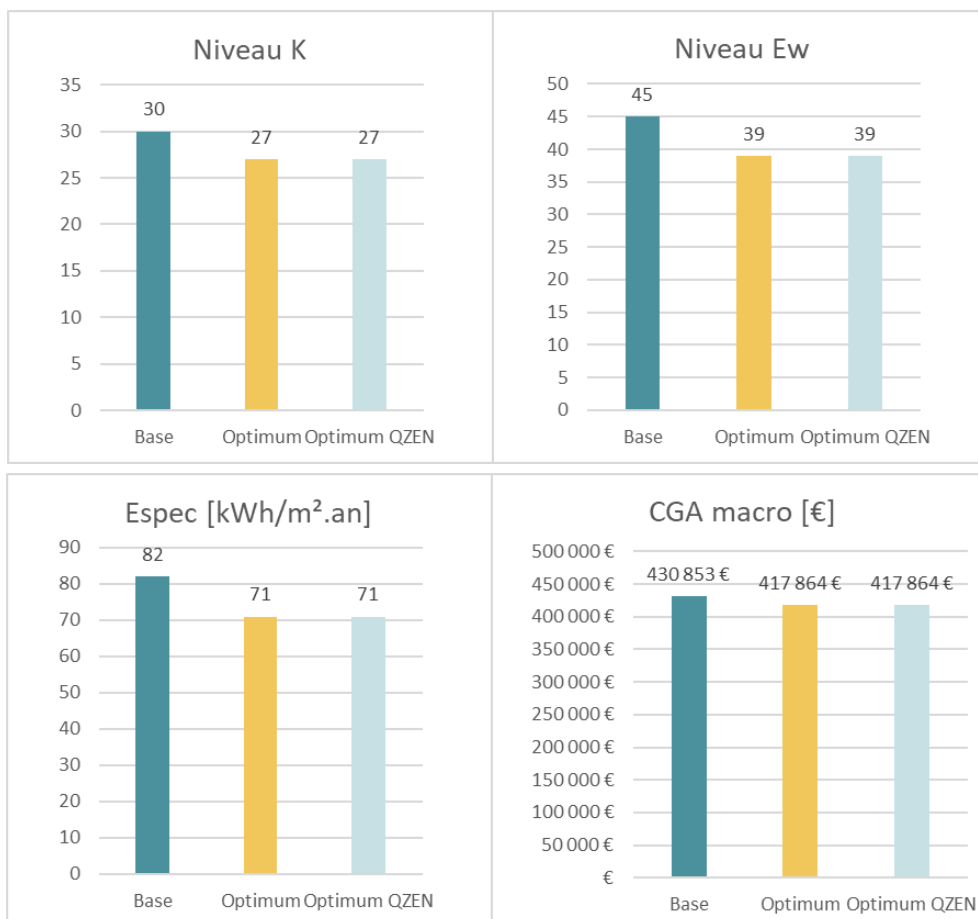 Niveau K
35
30
25
20
15
10
5
0
30
27
27
Base
Optimum
Optimum QZEN
Niveau Ew
50
45
40
35
30
25
20
15
10
5
0
45
39
39
Base
Optimum
Optimum QZEN
Espec [kWh/m².an]
90
80
70
60
50
40
30
20
10
0
82
71
71
Base
Optimum
Optimum QZEN
CGA macro [€]
500 000 €
450 000 €
400 000 €
350 000 €
300 000 €
250 000 €
200 000 €
150 000 €
100 000 €
50 000 €
€
430 853 €
417 864 €
417 864 €
Base
Optimum
Optimum QZEN